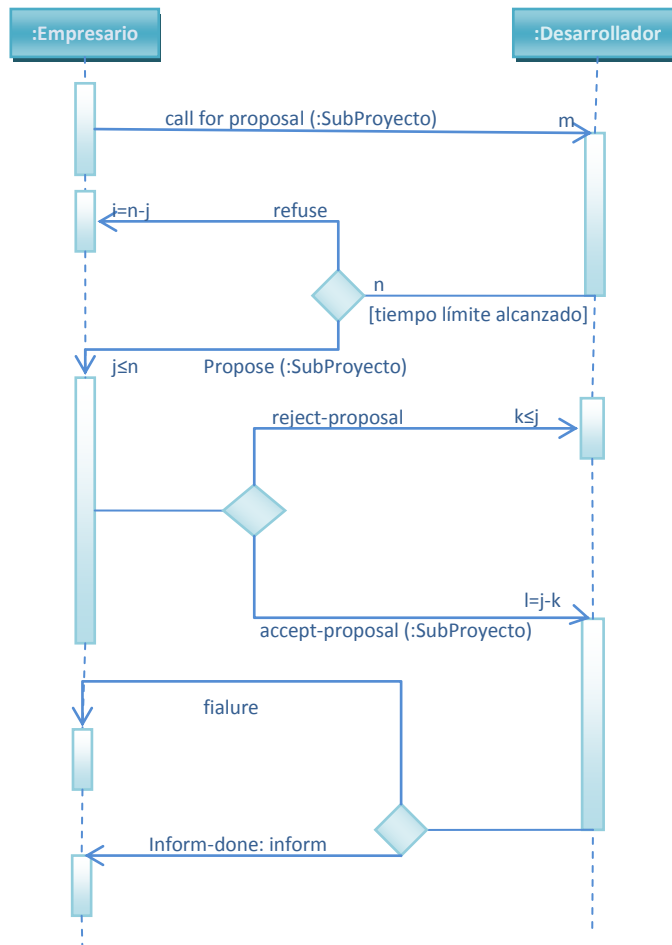 :Empresario
:Desarrollador
call for proposal (:SubProyecto)
m
i=n-j
refuse
n
[tiempo límite alcanzado]
j≤n
Propose (:SubProyecto)
reject-proposal
k≤j
l=j-k
accept-proposal (:SubProyecto)
fialure
Inform-done: inform